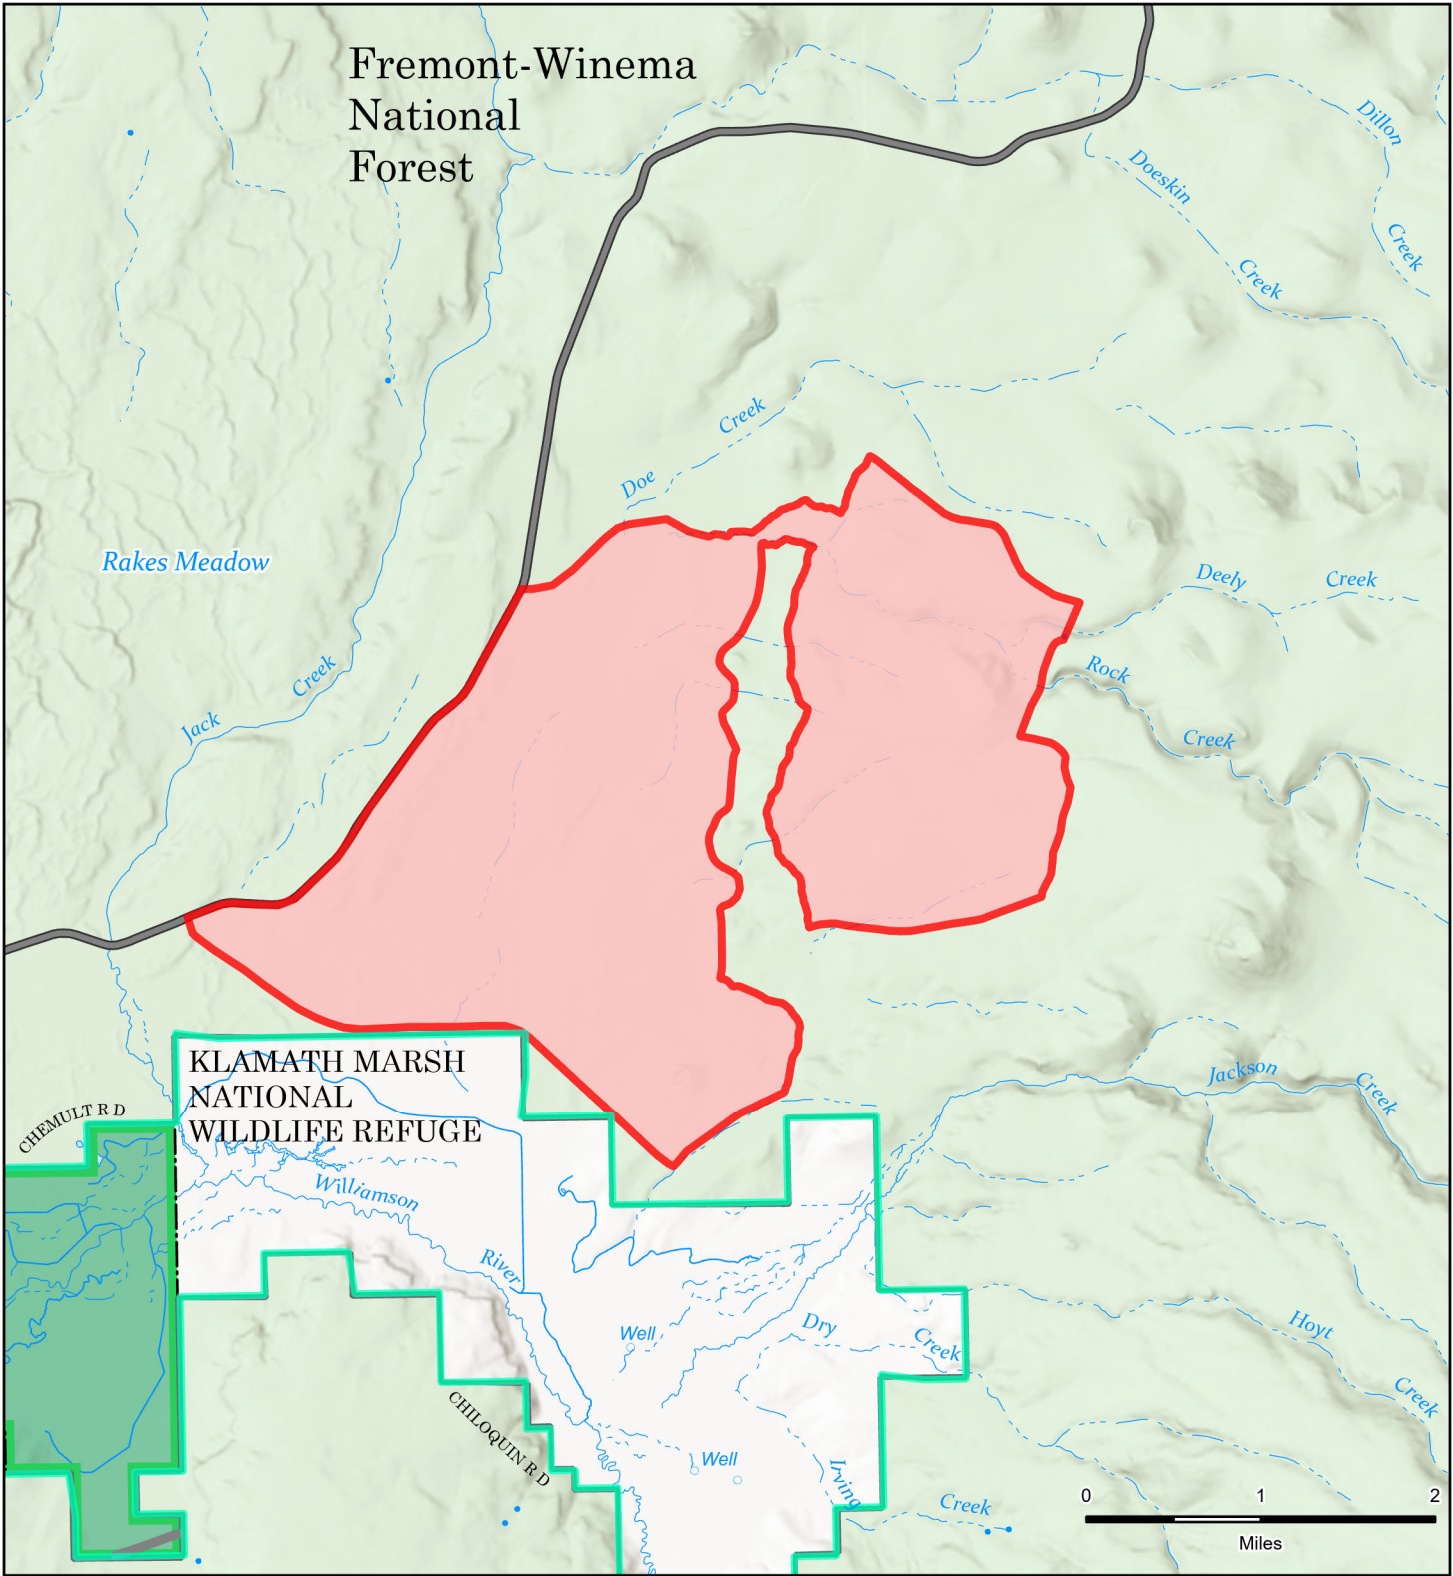 Fremont-Winema
National
Forest
Dillon
Creek
Doeskin
Creek
Doe
Creek
Rakes Meadow
Deely
Creek
Rock
Creek
Jack
Creek
KLAMATH MARSH
NATIONAL
WILDLIFE REFUGE
CHEMULT RD
Jackson
Creek
Williamson
River
Well
Dry
Creek
Hoyt
Creek
CHILOQUIN RD
Well
Irving
Creek
0 1 2
Miles